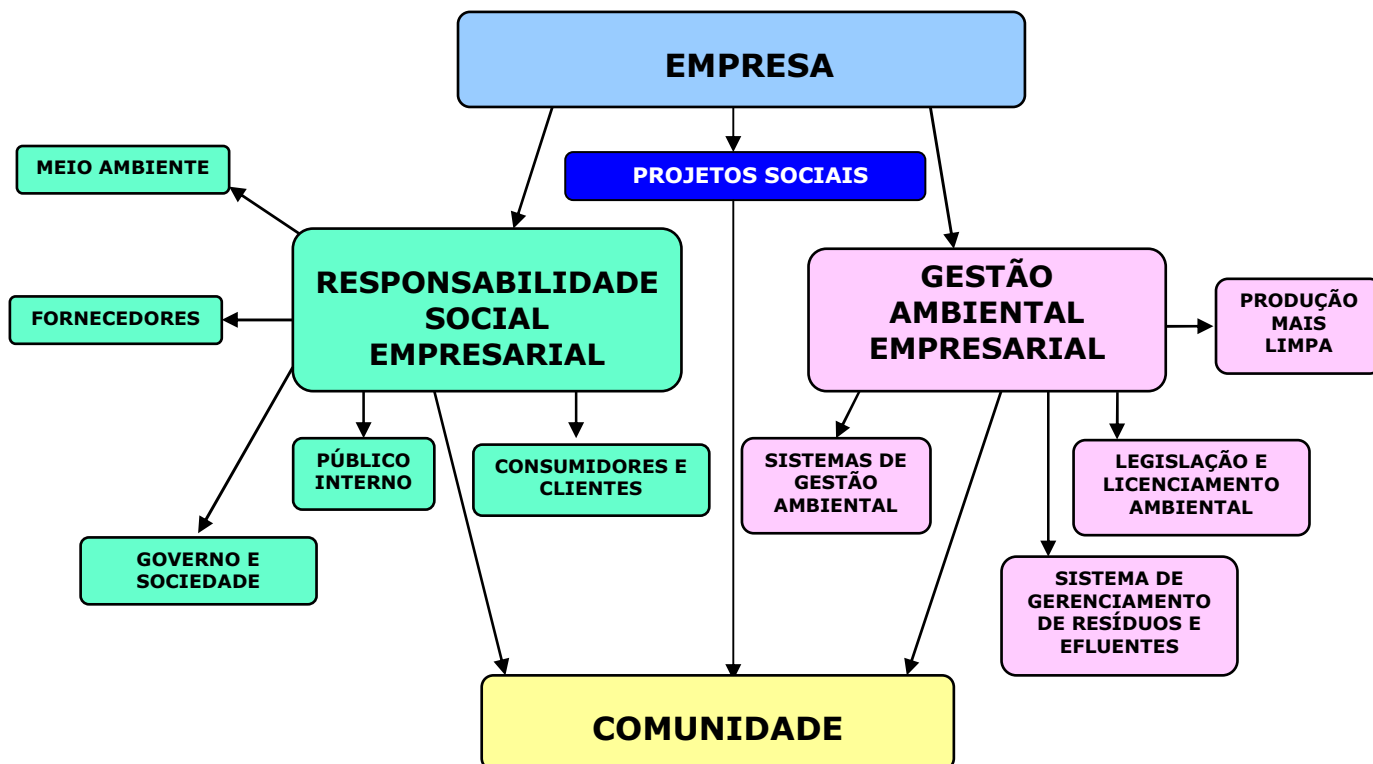 EMPRESA
PROJETOS SOCIAIS
MEIO AMBIENTE
RESPONSABILIDADE
SOCIAL
EMPRESARIAL
GESTÃO
AMBIENTAL
EMPRESARIAL
FORNECEDORES
PRODUÇÃO
MAIS
LIMPA
PÚBLICO
INTERNO
CONSUMIDORES E
CLIENTES
SISTEMAS DE
GESTÃO
AMBIENTAL
LEGISLAÇÃO E
LICENCIAMENTO
AMBIENTAL
GOVERNO E
SOCIEDADE
SISTEMA DE
GERENCIAMENTO
DE RESÍDUOS E
EFLUENTES
COMUNIDADE